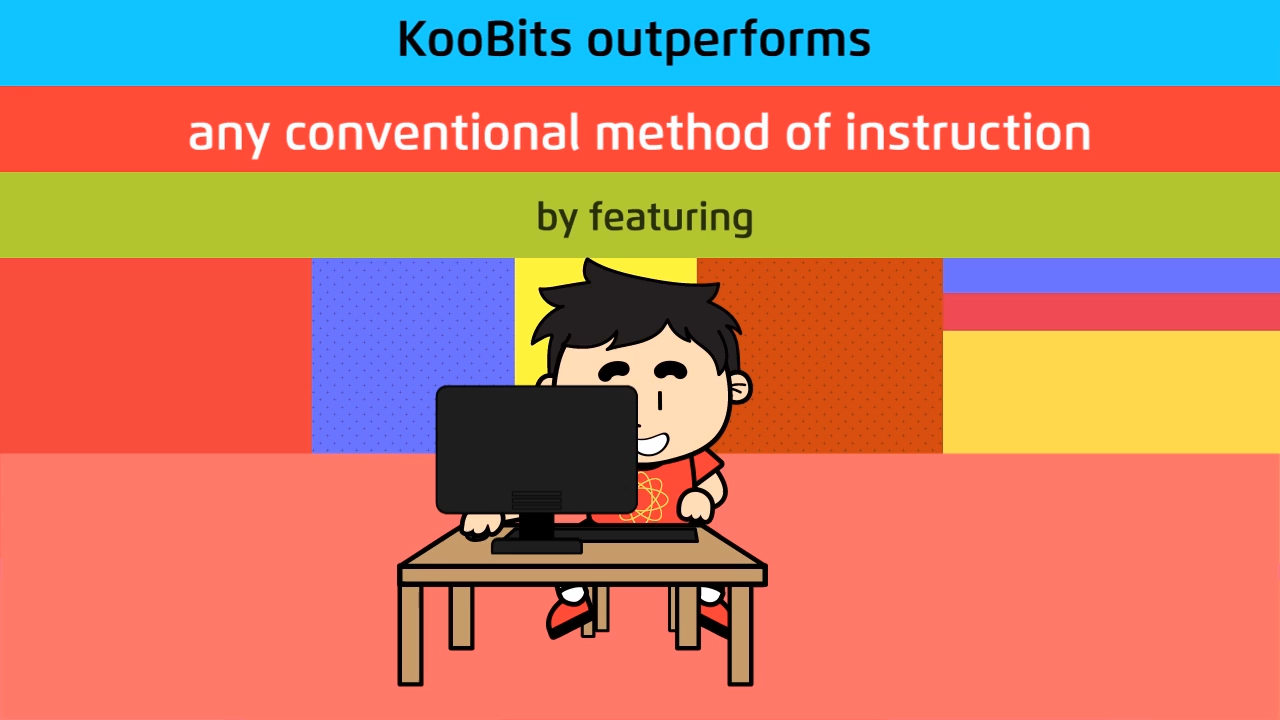 KooBits outperforms
any conventional method of instruction
by featuring